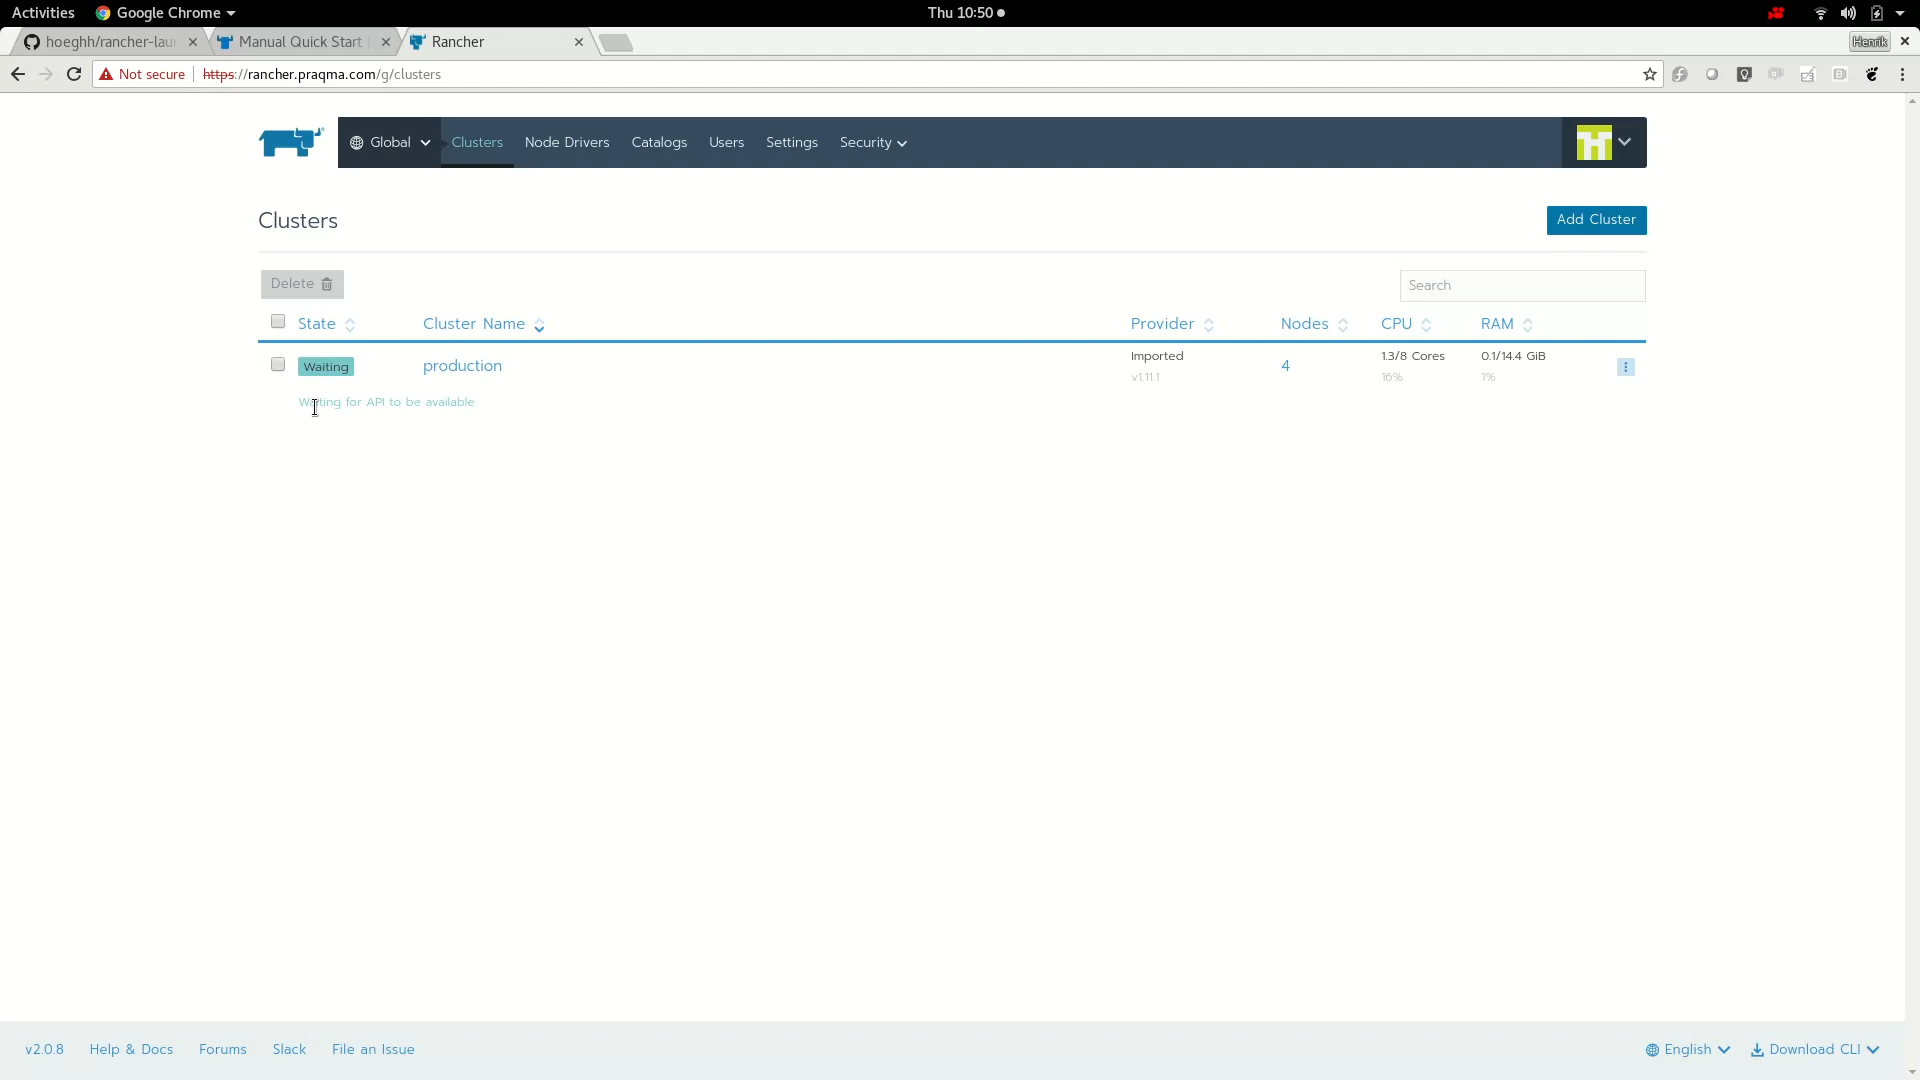 Activities Google Chrome Thu 10:50
hoeghh/rancher-lau Manual Quick Start Rancher Henrik
Not secure https://rancher.praqma.com/g/clusters
Global Clusters Node Drivers Catalogs Users Settings Security
Clusters Add Cluster
Delete Search
State Cluster Name Provider Nodes CPU RAM
Waiting production Imported 4 1.3/8 Cores 0.1/14.4 GiB
v1.11.1 16% 1%
Waiting for API to be available
v2.0.8 Help & Docs Forums Slack File an Issue English Download CLI